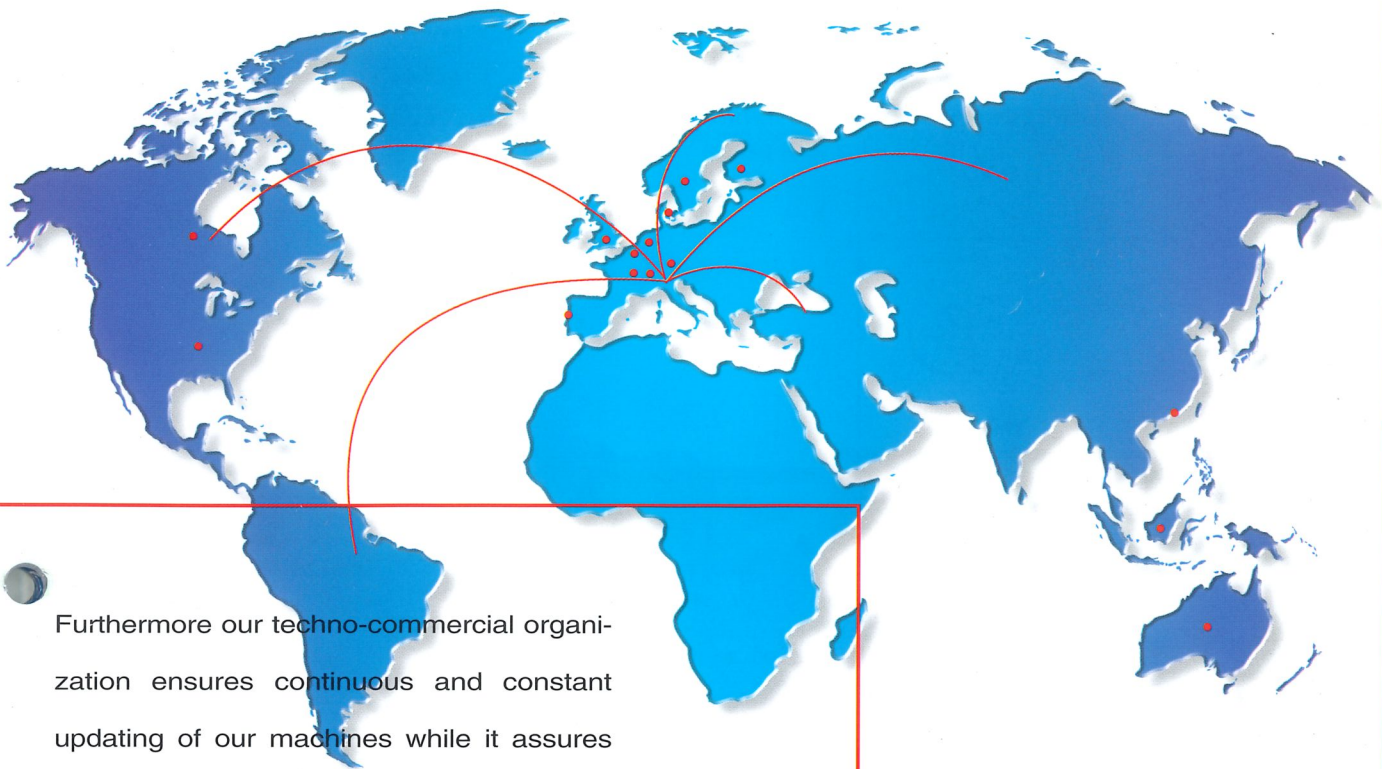 Furthermore our techno-commercial organi-
zation ensures continuous and constant
updating of our machines while it assures